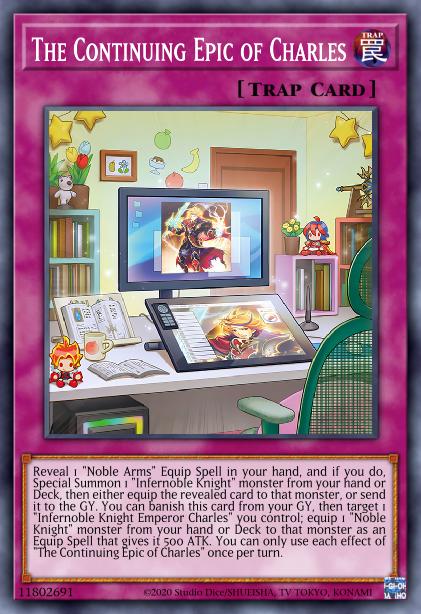 The Continuing Epic of Charles
TRAP
罠
[Trap Card]
Reveal 1 "Noble Arms" Equip Spell in your hand, and if you do,
Special Summon 1 "Infernoble Knight" monster from your hand or
Deck, then either equip the revealed card to that monster, or send
it to the GY. You can banish this card from your GY, then target 1
"Infernoble Knight Emperor Charles" you control; equip 1 "Noble
Knight" monster from your hand or Deck to that monster as an
Equip Spell that gives it 500 ATK. You can only use each effect of
"The Continuing Epic of Charles" once per turn.
11802691
©2020 Studio Dice/SHUEISHA, TV TOKYO, KONAMI